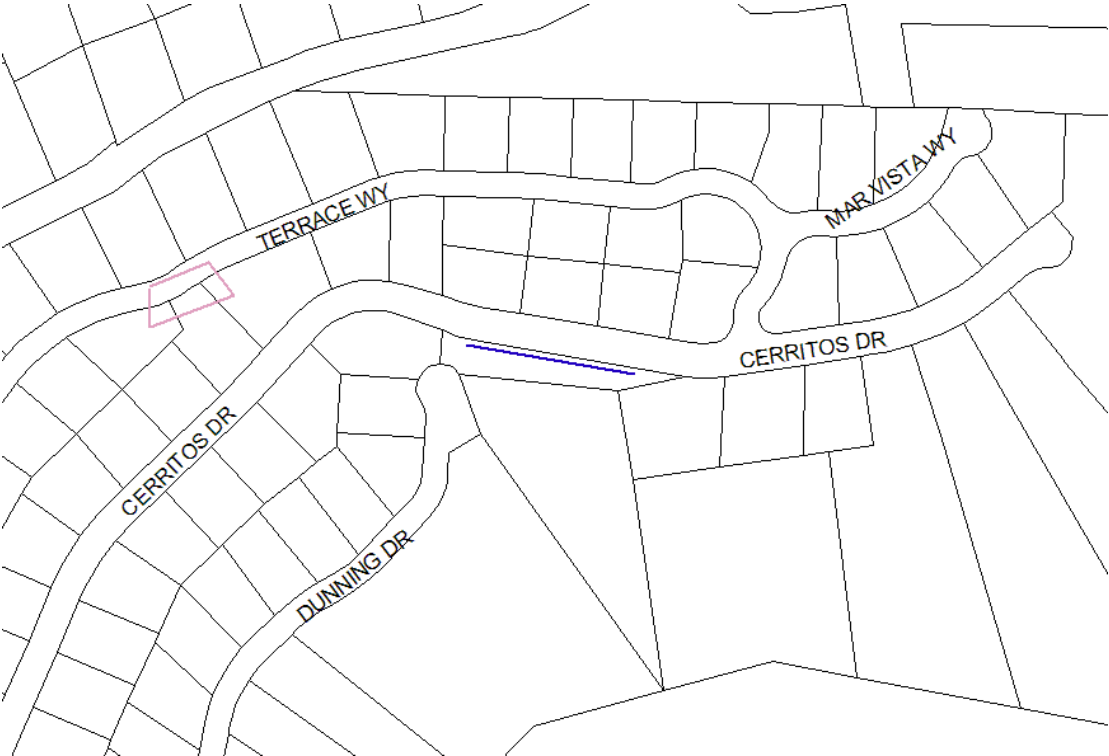 MAR VISTA WY
TERRACE WY
CERRITOS DR
CERRITOS DR
DUNNING DR